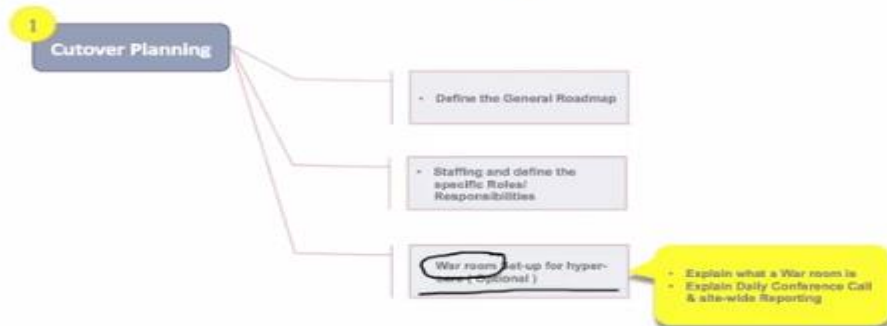 1
Cutover Planning
• Define the General Roadmap
• Staffing and define the
specific Roles/
Responsibilities
War room Set-up for hyper-
care ( Optional )
• Explain what a War room is
• Explain Daily Conference Call
& site-wide Reporting